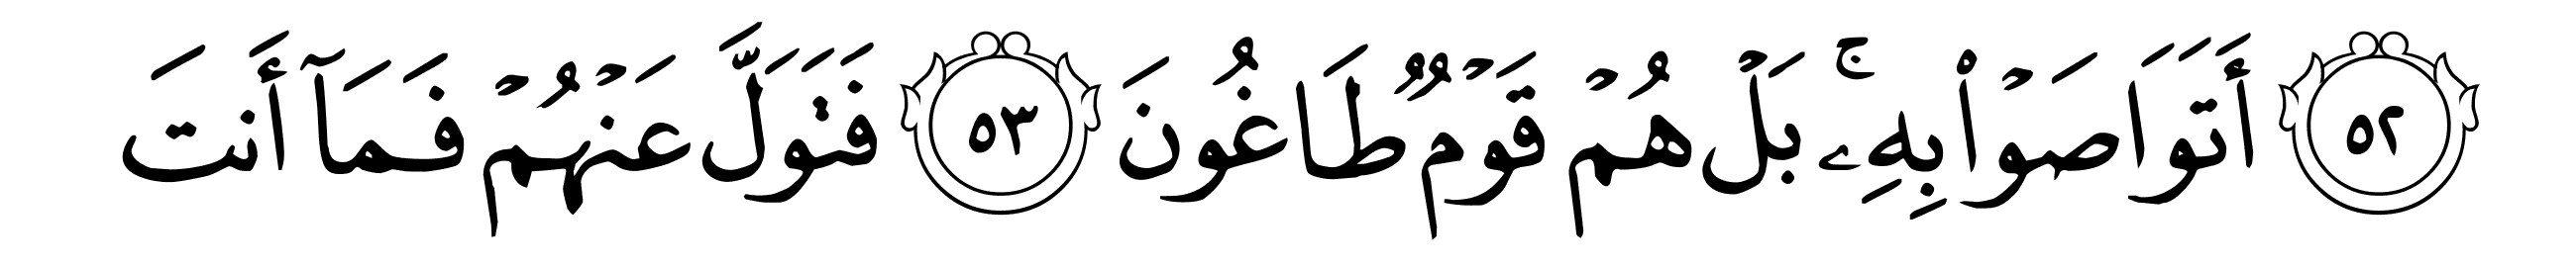 ٥٢ أَتَوَاصَوْا۟ بِهِۦ ۚ بَلْ هُمْ قَوْمٌ طَاغُونَ ٥٣ فَتَوَلَّ عَنْهُمْ فَمَآ أَنتَ